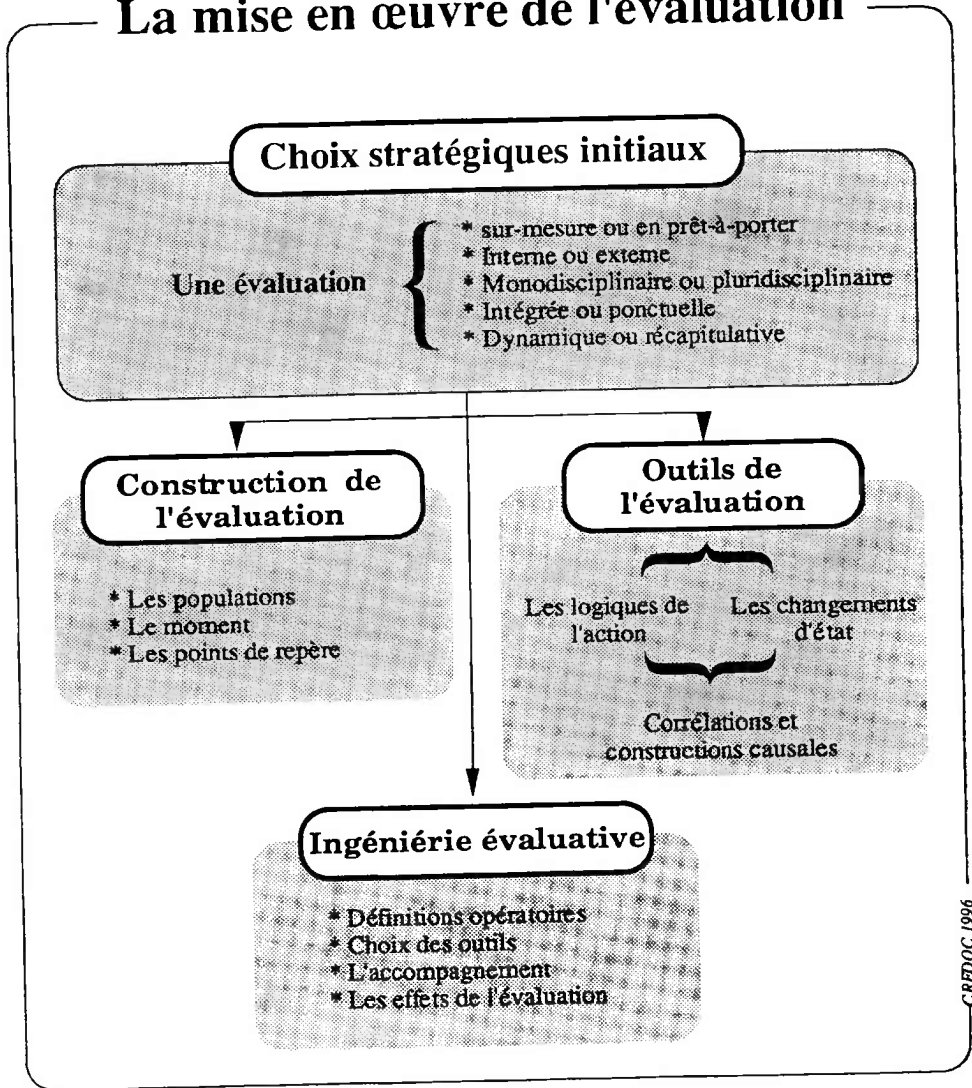 La mise en œuvre de l'évaluation
Choix stratégiques initiaux
Une évaluation
* sur-mesure ou en prêt-à-porter
* Interne ou externe
* Monodisciplinaire ou pluridisciplinaire
* Intégrée ou ponctuelle
* Dynamique ou récapitulative
Construction de
l'évaluation
* Les populations
* Le moment
* Les points de repère
Outils de
l'évaluation
Les logiques de
l'action
Les changements
d'état
Corrélations et
constructions causales
Ingéniérie évaluative
* Définitions opératoires
* Choix des outils
* L'accompagnement
* Les effets de l'évaluation
CREDOC 1996